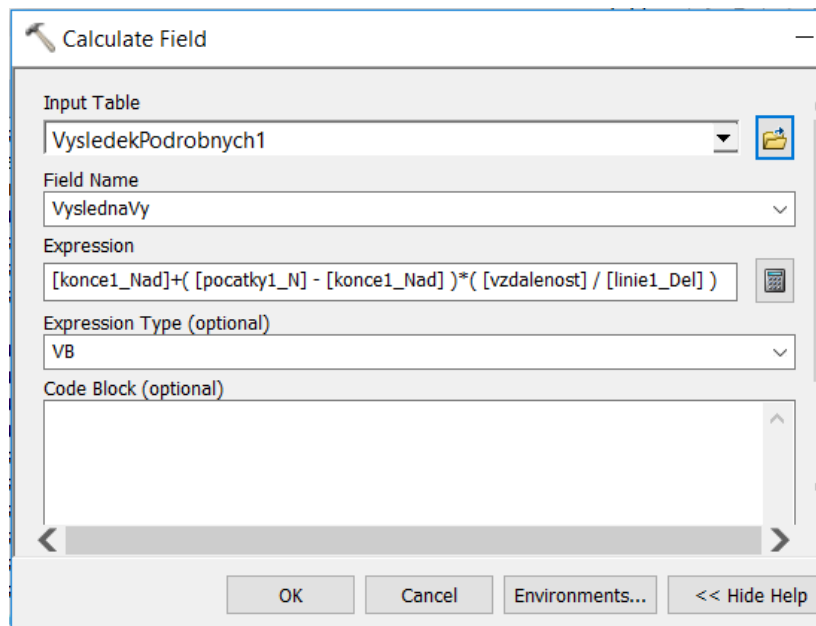 Calculate Field
Input Table
VysledekPodrobnych1
Field Name
VyslednaVy
Expression
[konce1_Nad]+( [pocatky1_N] - [konce1_Nad] )*( [vzdalenost] / [linie1_Del] )
Expression Type (optional)
VB
Code Block (optional)
OK Cancel Environments... << Hide Help